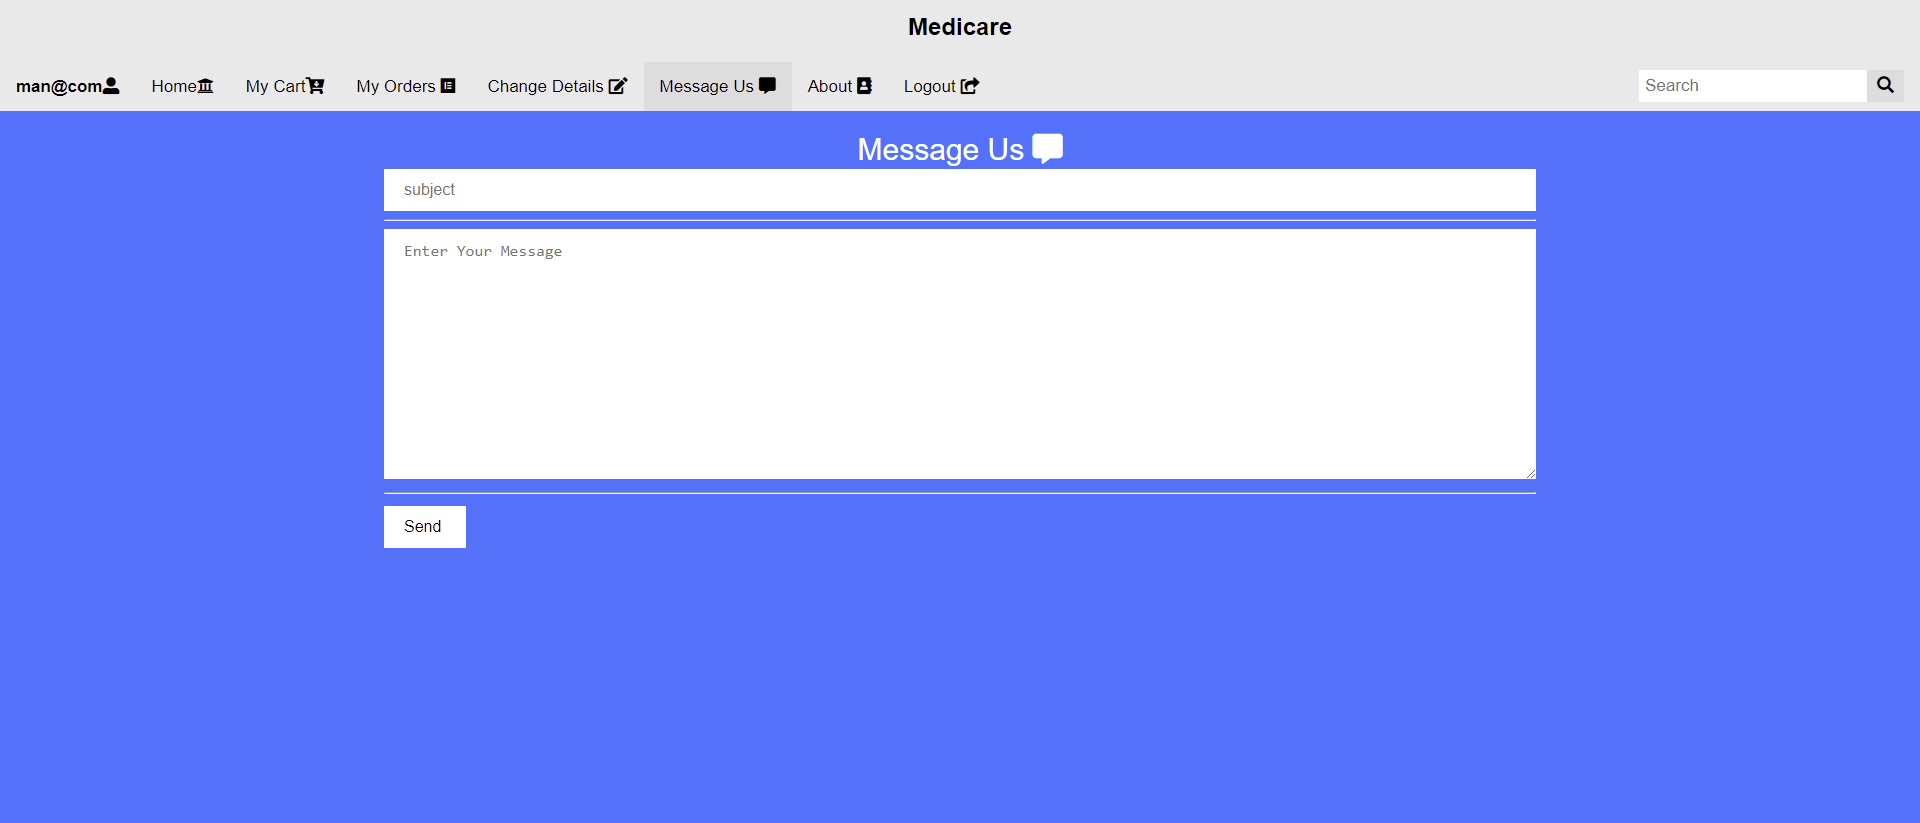 Medicare
man@com Home My Cart My Orders Change Details Message Us About Logout Search
Message Us
subject
Enter Your Message
Send